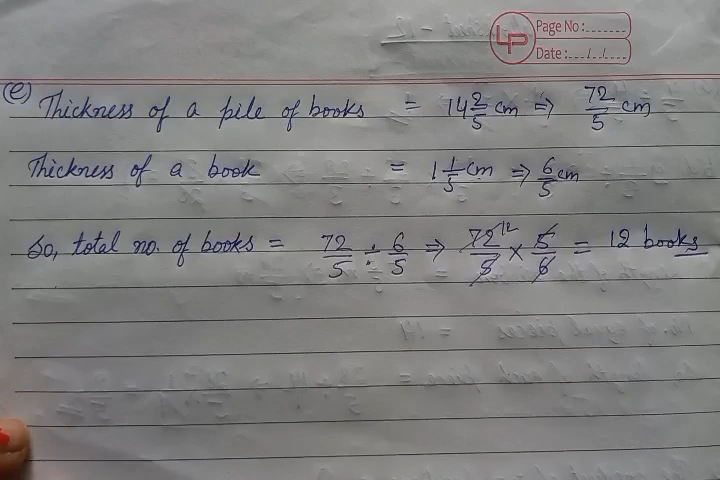 LP
Page No :
Date : / /
(e) Thickness of a pile of books = 14 2/5 cm ⇒ 72/5 cm
Thickness of a book = 1 1/5 cm ⇒ 6/5 cm
So, total no. of books = 72/5 ÷ 6/5 ⇒ 72 12/5 × 5/6 = 12 books